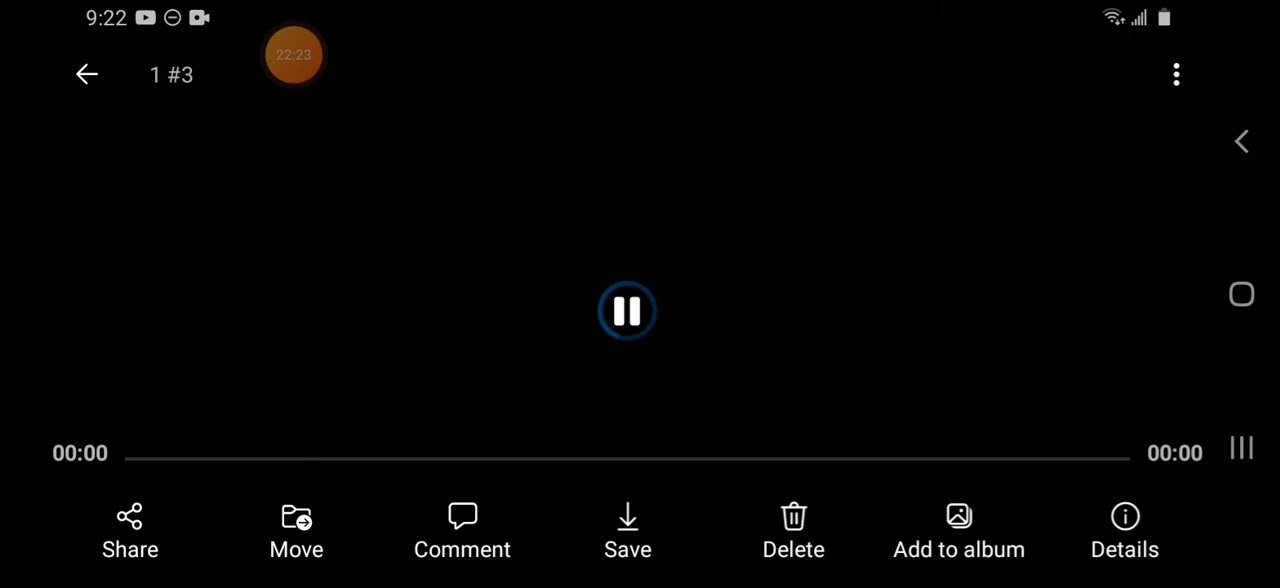 9:22
22:23
1 #3
00:00 00:00
Share Move Comment Save Delete Add to album Details